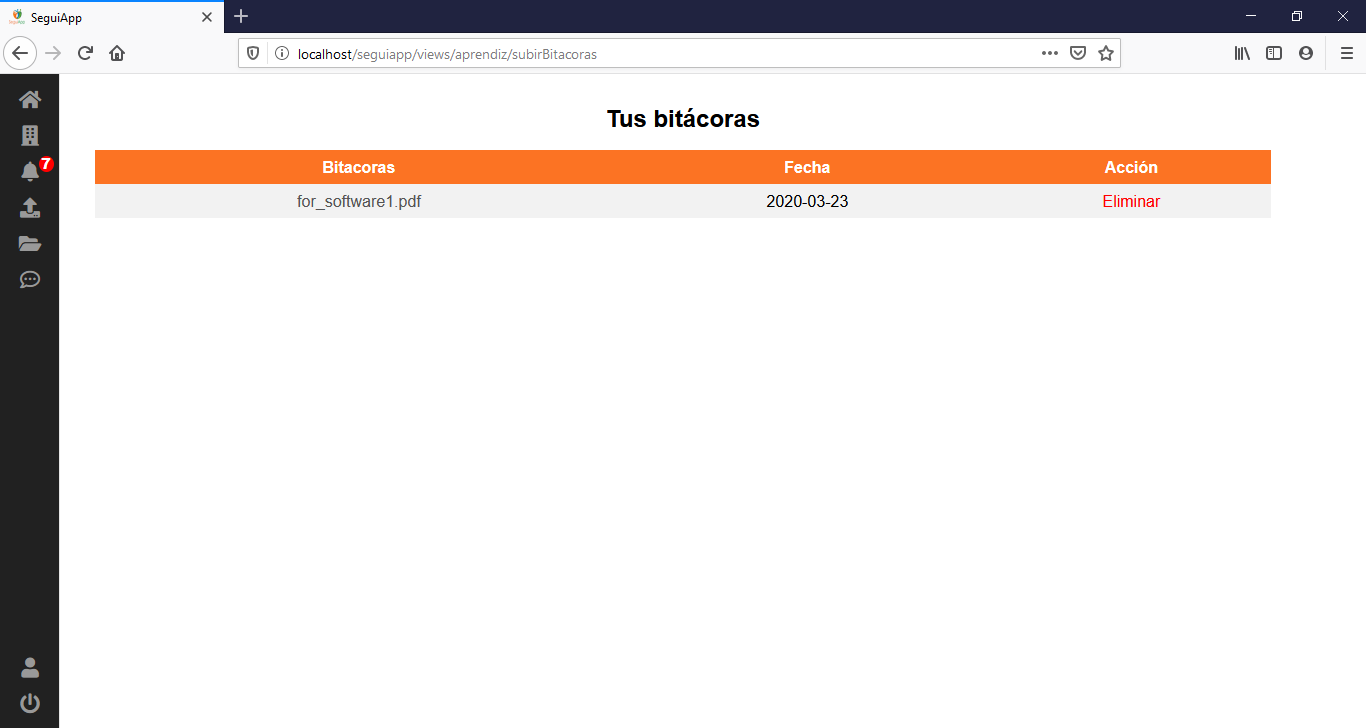 SeguiApp
localhost/seguiapp/views/aprendiz/subirBitacoras
7
Tus bitácoras
Bitacoras Fecha Acción
for_software1.pdf 2020-03-23 Eliminar